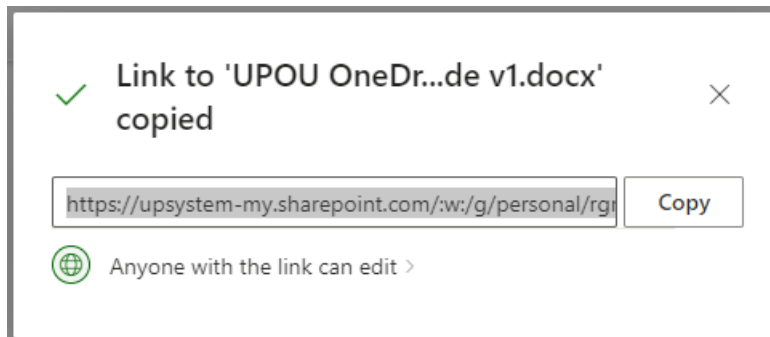 Link to 'UPOU OneDr...de v1.docx'
copied
https://upsystem-my.sharepoint.com/:w:/g/personal/rgr
Copy
Anyone with the link can edit